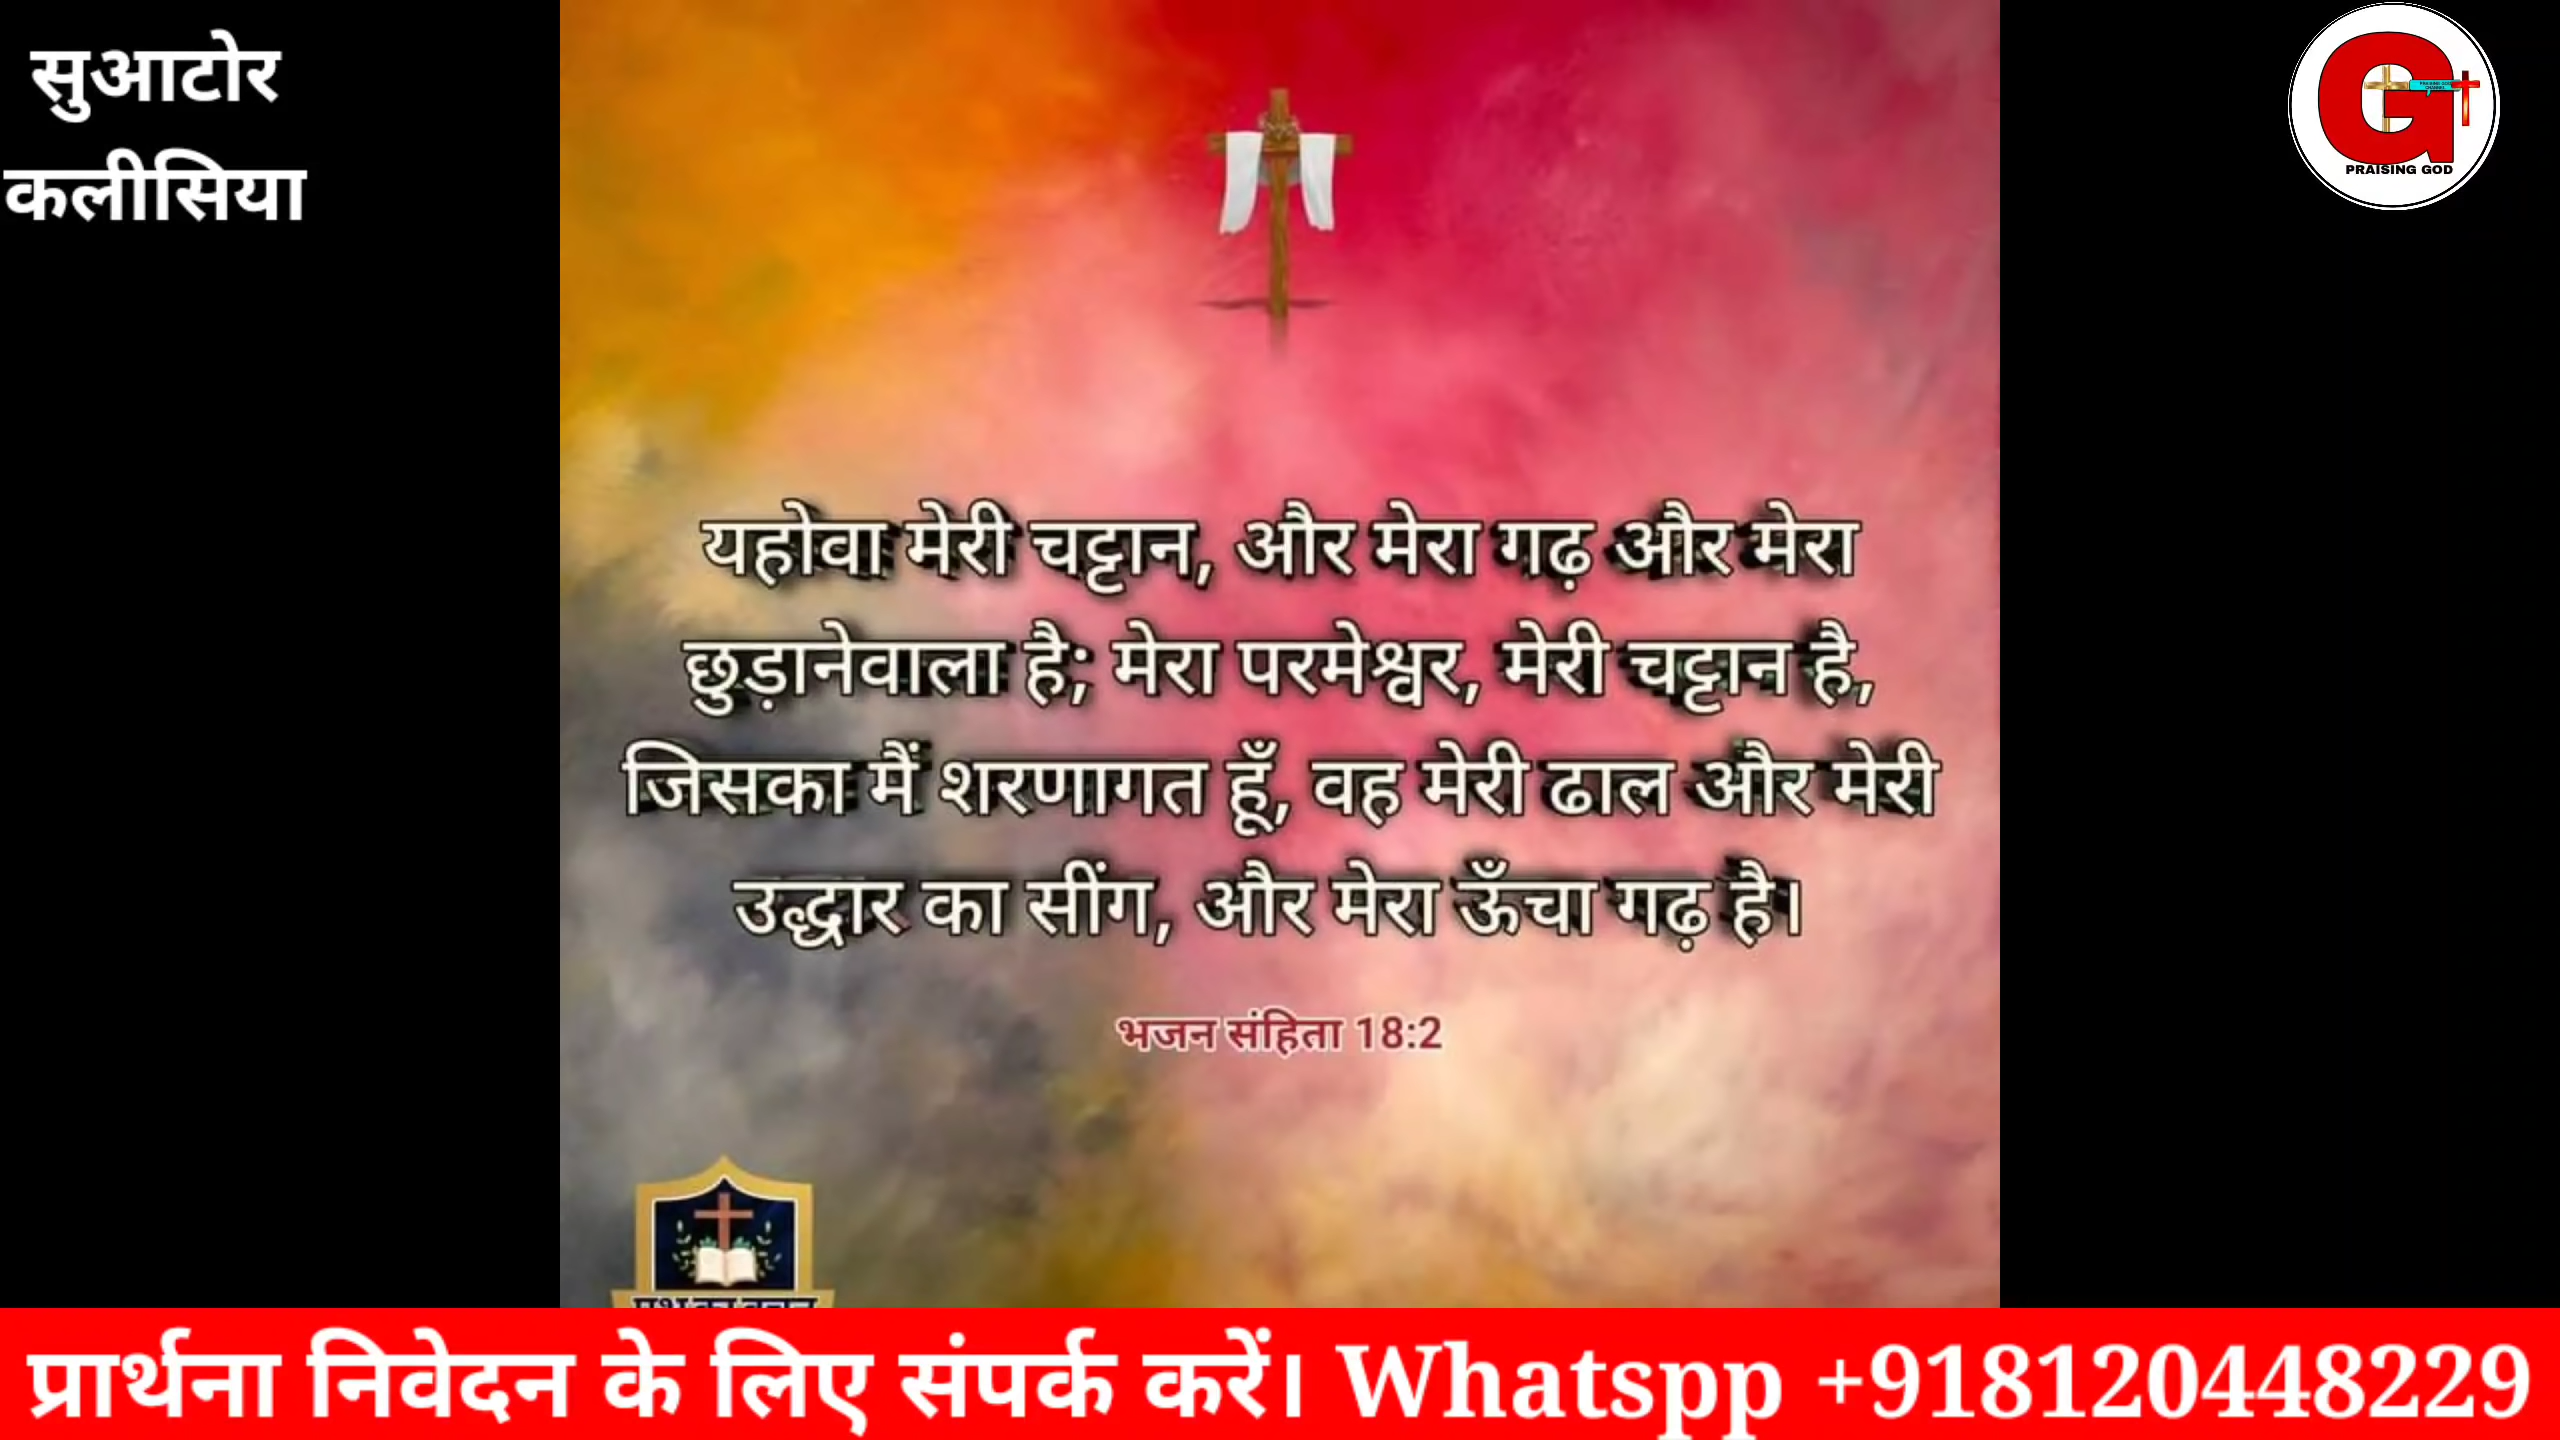 सुआटोर
कलीसिया
PRAISING GOD
यहोवा मेरी चट्टान, और मेरा गढ़ और मेरा
छुड़ानेवाला है; मेरा परमेश्वर, मेरी चट्टान है,
जिसका मैं शरणागत हूँ, वह मेरी ढाल और मेरी
उद्धार का सींग, और मेरा ऊँचा गढ़ है।
भजन संहिता 18:2
प्रार्थना निवेदन के लिए संपर्क करें। Whatspp +918120448229